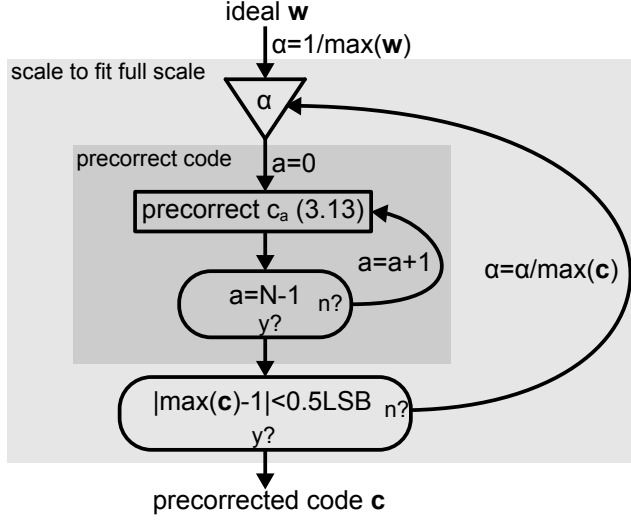 ideal w
α=1/max(w)
scale to fit full scale
α
precorrect code
a=0
precorrect cₐ (3.13)
a=a+1
α=α/max(c)
a=N-1
n?
y?
|max(c)-1|<0.5LSB
n?
y?
precorrected code c